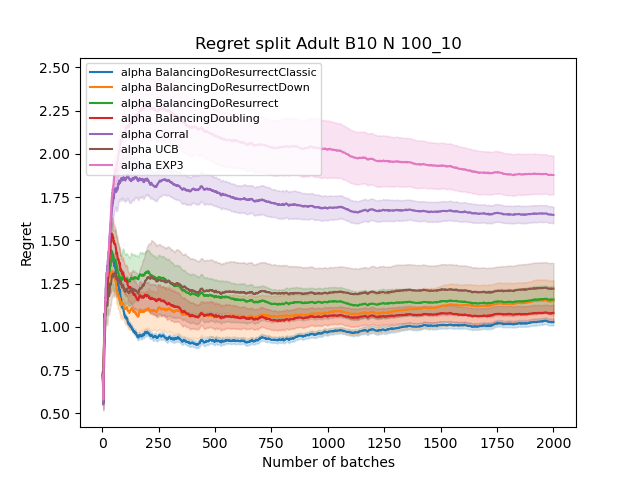 Regret split Adult B10 N 100_10
alpha BalancingDoResurrectClassic
alpha BalancingDoResurrectDown
alpha BalancingDoResurrect
alpha BalancingDoubling
alpha Corral
alpha UCB
alpha EXP3
Regret
2.50
2.25
2.00
1.75
1.50
1.25
1.00
0.75
0.50
0 250 500 750 1000 1250 1500 1750 2000
Number of batches